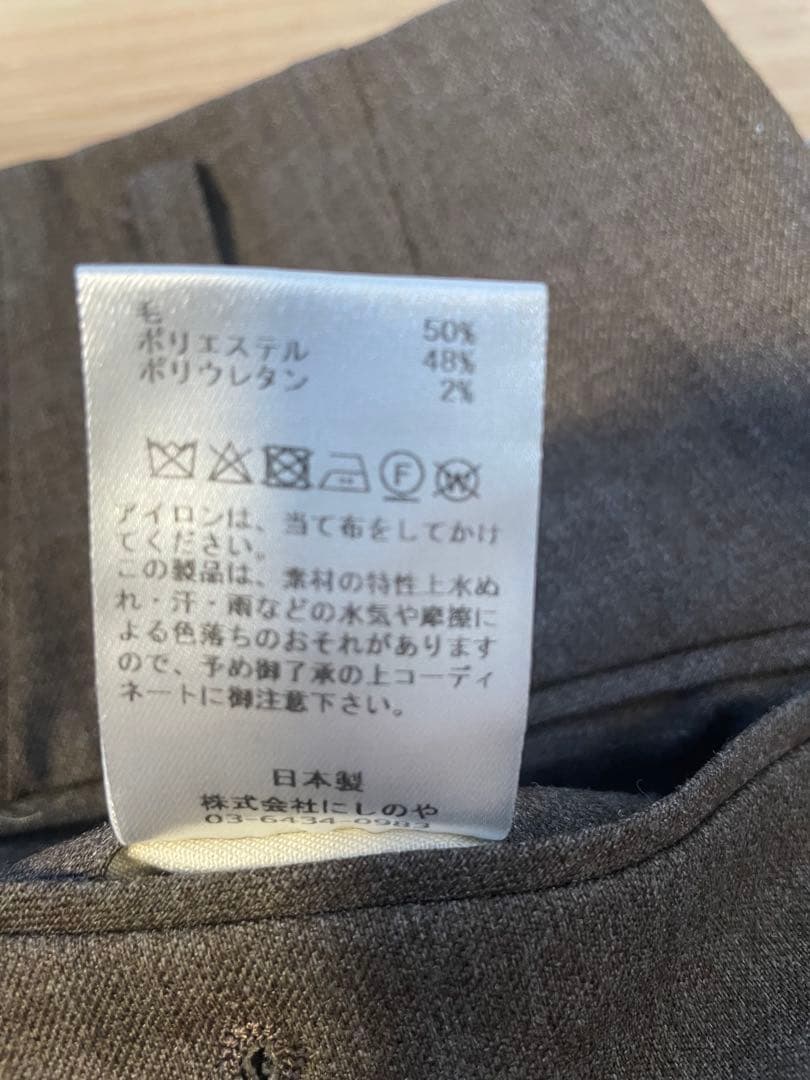 毛 50%
ポリエステル 48%
ポリウレタン 2%
F W
アイロンは、当て布をしてかけ
てください。
この製品は、素材の特性上水ぬ
れ・汗・雨などの水気や摩擦に
よる色落ちのおそれがあります
ので、予め御了承の上コーディ
ネートに御注意下さい。
日本製
株式会社にしのや
03-6434-0983